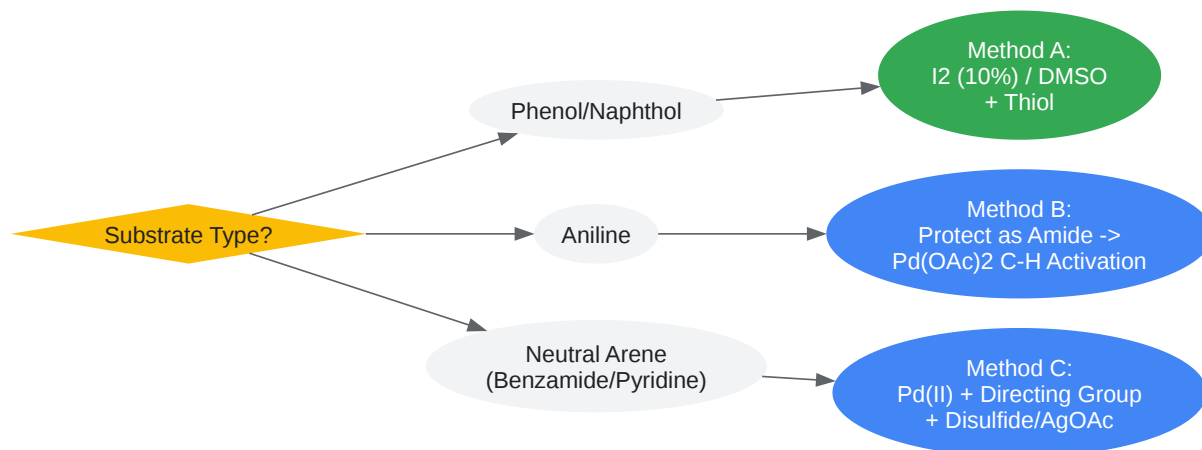 Substrate Type?
Phenol/Naphthol
Aniline
Neutral Arene
(Benzamide/Pyridine)
Method A:
I2 (10%) / DMSO
+ Thiol
Method B:
Protect as Amide ->
Pd(OAc)2 C-H Activation
Method C:
Pd(II) + Directing Group
+ Disulfide/AgOAc